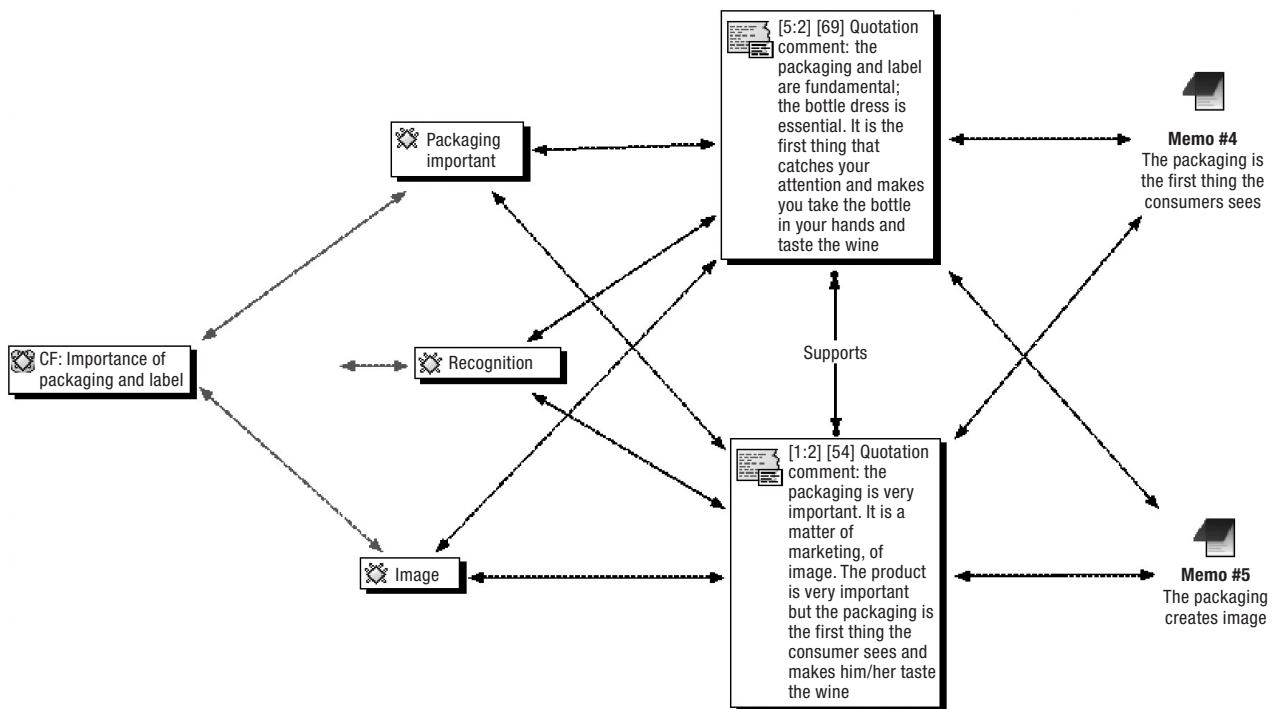 CF: Importance of
packaging and label
Packaging
important
Recognition
Image
[5:2] [69] Quotation
comment: the
packaging and label
are fundamental;
the bottle dress is
essential. It is the
first thing that
catches your
attention and makes
you take the bottle
in your hands and
taste the wine
Supports
[1:2] [54] Quotation
comment: the
packaging is very
important. It is a
matter of
marketing, of
image. The product
is very important
but the packaging is
the first thing the
consumer sees and
makes him/her taste
the wine
Memo #4
The packaging is
the first thing the
consumers sees
Memo #5
The packaging
creates image